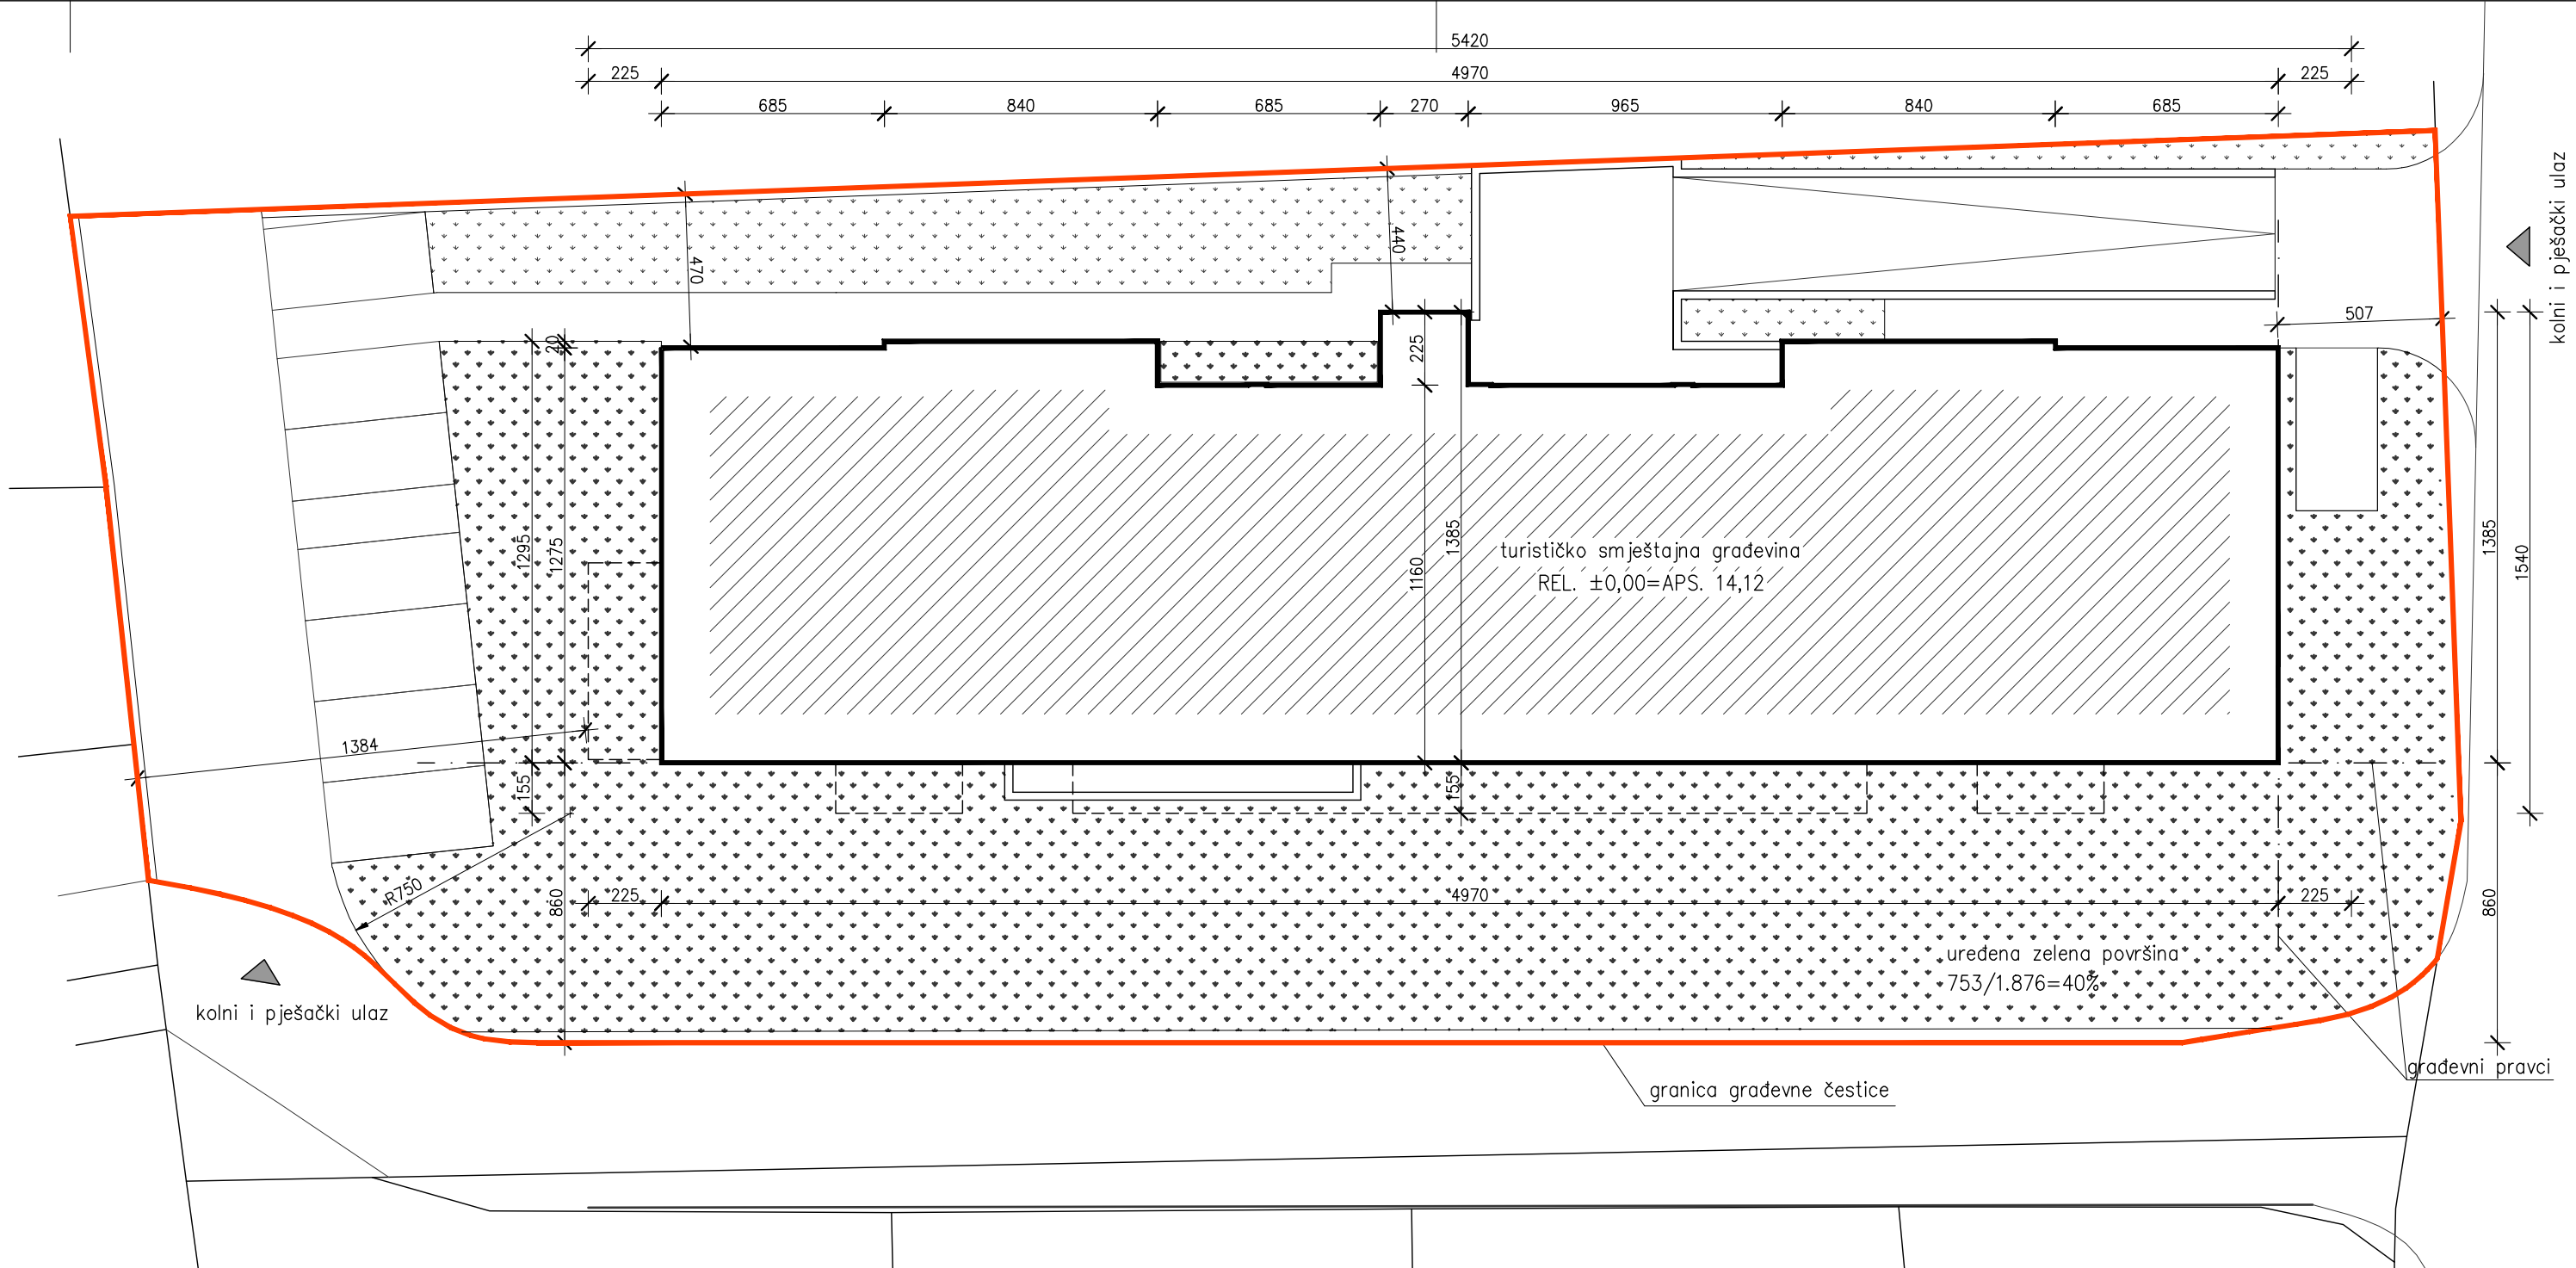 5420
225 4970 225
685 840 685 270 965 840 685
kolni i pješački ulaz
440
470
507
20
225
1295
1275
1385
1160
turističko smještajna građevina
REL. ±0,00=APS. 14,12
1385
1540
1384
155
155
R750
860
225 4970 225
860
uređena zelena površina
753/1.876=40%
kolni i pješački ulaz
građevni pravci
granica građevne čestice